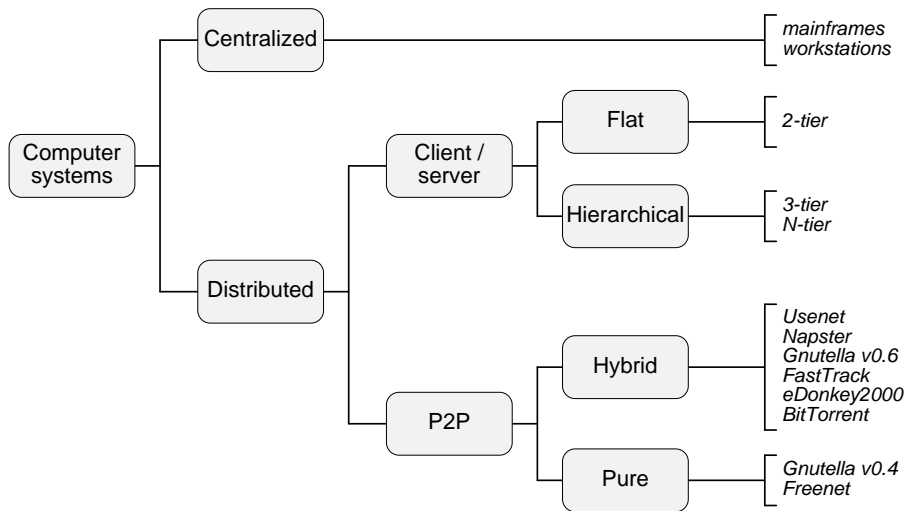 Centralized
mainframes
workstations
Computer
systems
Client /
server
Flat
2-tier
Hierarchical
3-tier
N-tier
Distributed
P2P
Hybrid
Usenet
Napster
Gnutella v0.6
FastTrack
eDonkey2000
BitTorrent
Pure
Gnutella v0.4
Freenet